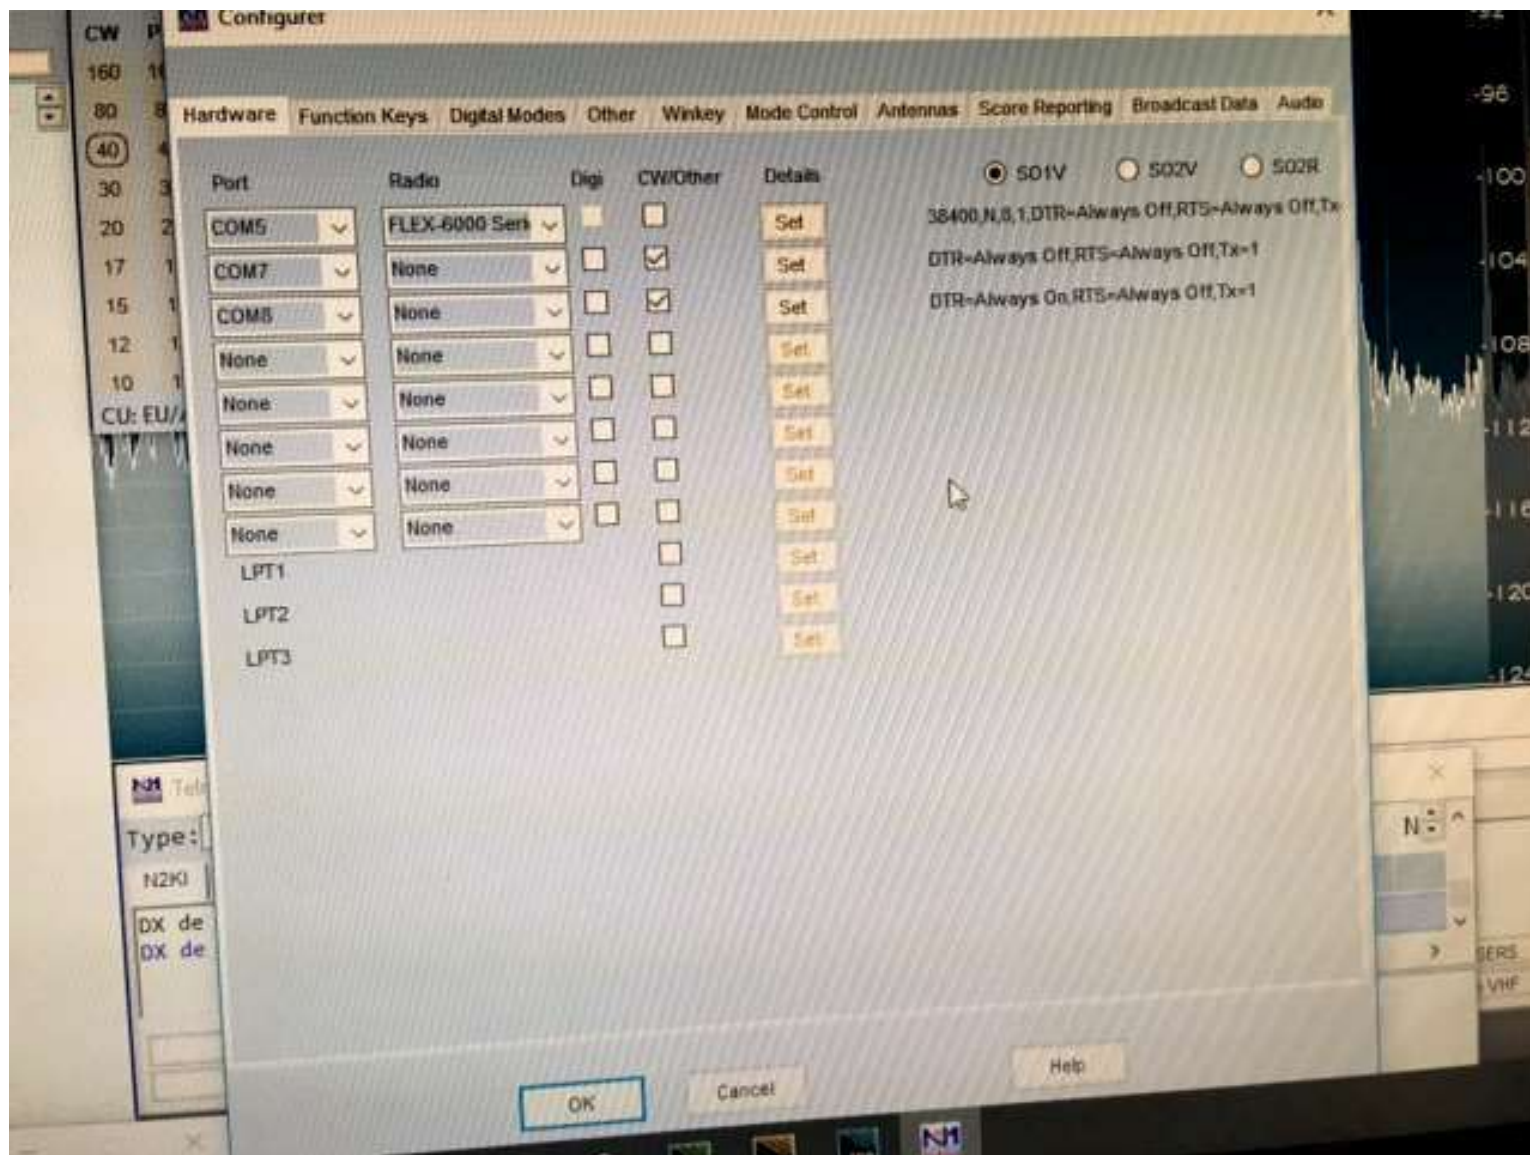 Configurer
CW
160
80
40
30
20
17
15
12
10
CU: EU/
Hardware Function Keys Digital Modes Other Winkey Mode Control Antennas Score Reporting Broadcast Data Audio
Port Radio Digi CW/Other Details SO1V SO2V SO2R
COM5 FLEX-6000 Seri Set 38400,N,8,1,DTR=Always Off,RTS=Always Off,Tx
COM7 None Set DTR=Always Off,RTS=Always Off,Tx=1
COM8 None Set DTR=Always On,RTS=Always Off,Tx=1
None None Set
None None Set
None None Set
None None Set
None None Set
LPT1 Set
LPT2 Set
LPT3 Set
OK Cancel Help
-96
-100
-104
-108
-112
-116
-120
Type:
N2KI
DX de
DX de
N
SERS
VHF